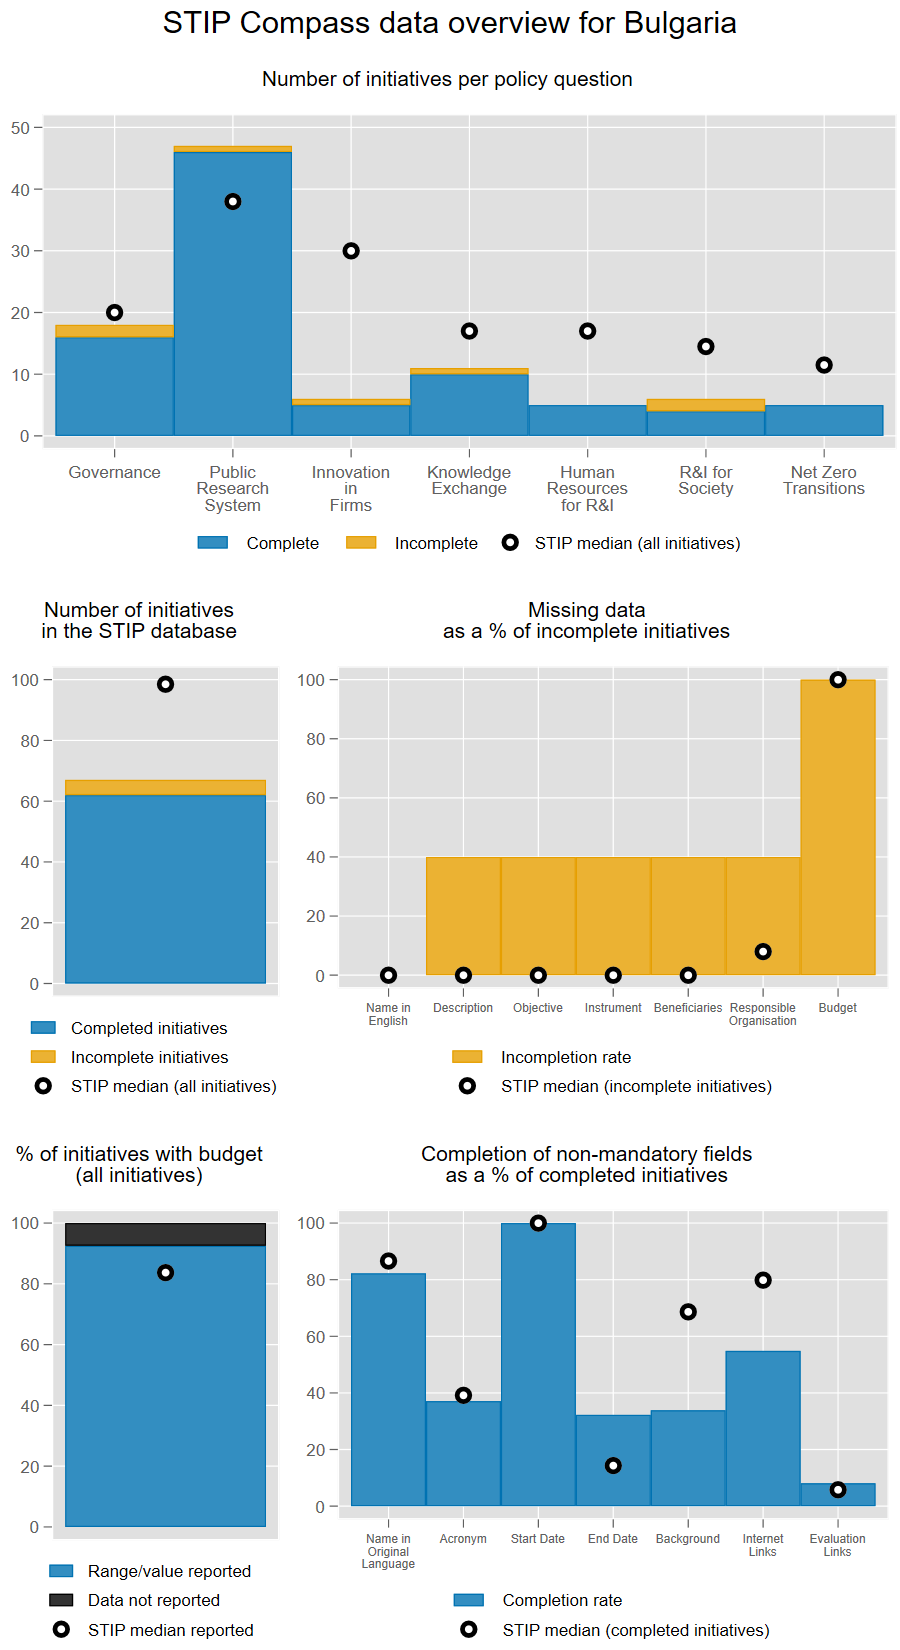 STIP Compass data overview for Bulgaria
Number of initiatives per policy question
50
40
30
20
10
0
Governance
Public
Research
System
Innovation
in
Firms
Knowledge
Exchange
Human
Resources
for R&I
R&I for
Society
Net Zero
Transitions
Complete
Incomplete
STIP median (all initiatives)
Number of initiatives
in the STIP database
100
80
60
40
20
0
Completed initiatives
Incomplete initiatives
STIP median (all initiatives)
Missing data
as a % of incomplete initiatives
100
80
60
40
20
0
Name in
English
Description
Objective
Instrument
Beneficiaries
Responsible
Organisation
Budget
Incompletion rate
STIP median (incomplete initiatives)
% of initiatives with budget
(all initiatives)
100
80
60
40
20
0
Range/value reported
Data not reported
STIP median reported
Completion of non-mandatory fields
as a % of completed initiatives
100
80
60
40
20
0
Name in
Original
Language
Acronym
Start Date
End Date
Background
Internet
Links
Evaluation
Links
Completion rate
STIP median (completed initiatives)